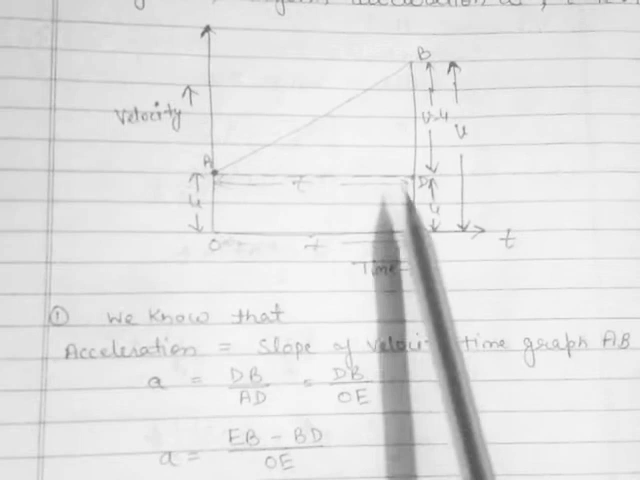 acceleration
B
Velocity
v-u
v
A
t
D
u
u
O
t
t
Time
① We know that
Acceleration = Slope of velocity time graph AB
a = DB/AD = DB/OE
a = EB - BD/OE